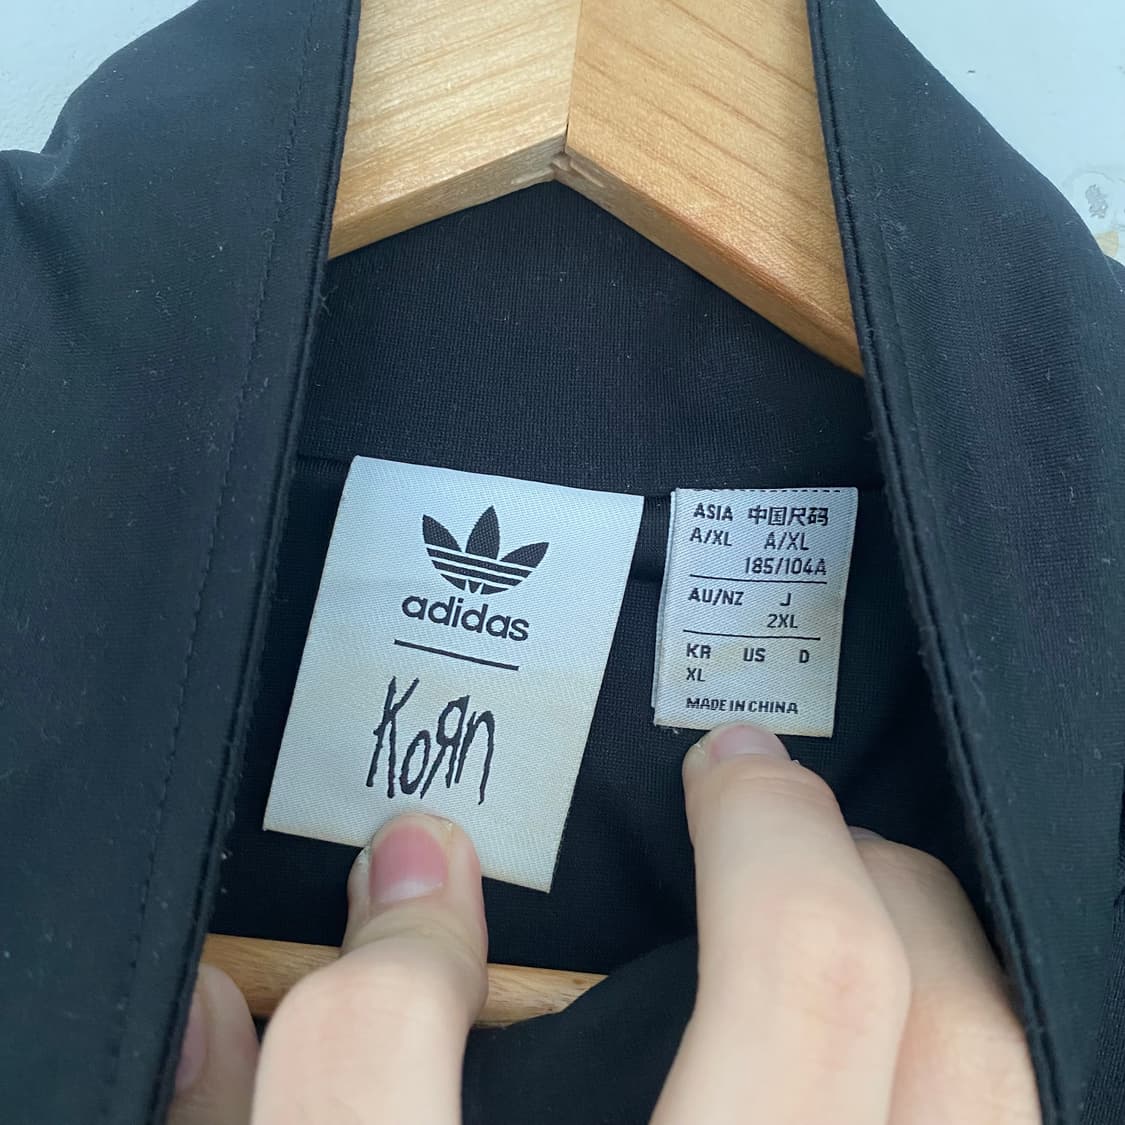 adidas
KoЯn
ASIA 中国尺码
A/XL A/XL
185/104A
AU/NZ J
2XL
KR US D
XL
MADE IN CHINA